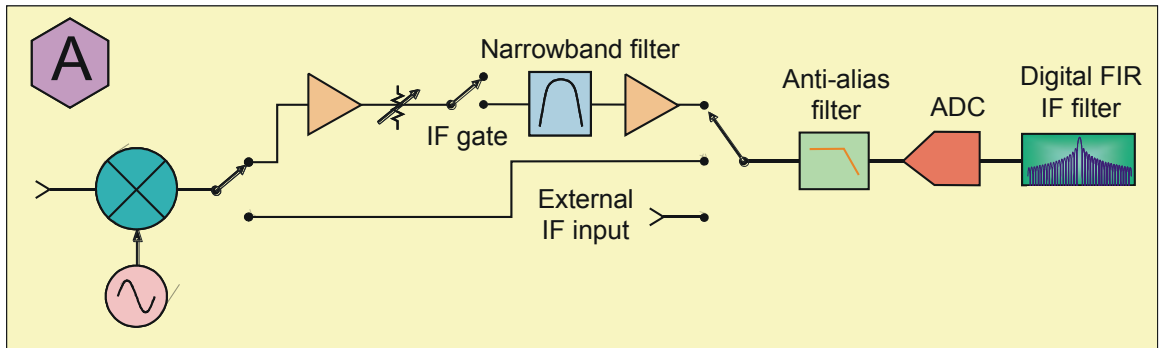 A
Narrowband filter
IF gate
Anti-alias
filter
ADC
Digital FIR
IF filter
External
IF input